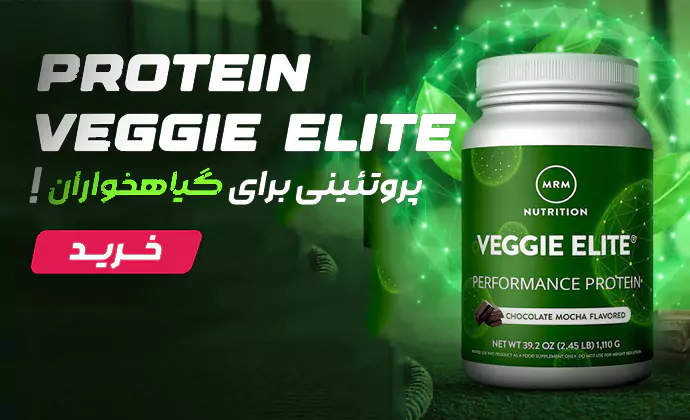 PROTEIN
VEGGIE ELITE
پروتئینی برای گیاهخواران !
خرید
MRM
NUTRITION
VEGGIE ELITE®
PERFORMANCE PROTEIN
CHOCOLATE MOCHA FLAVORED
NET WT 39.2 OZ (2.45 LB) 1,110 G